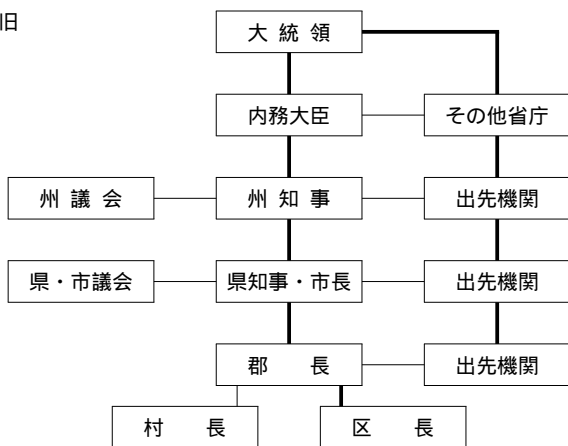 旧
大 統 領
内務大臣 その他省庁
州 議 会 州 知 事 出先機関
県・市議会 県知事・市長 出先機関
郡　　長 出先機関
村　　長 区　　長